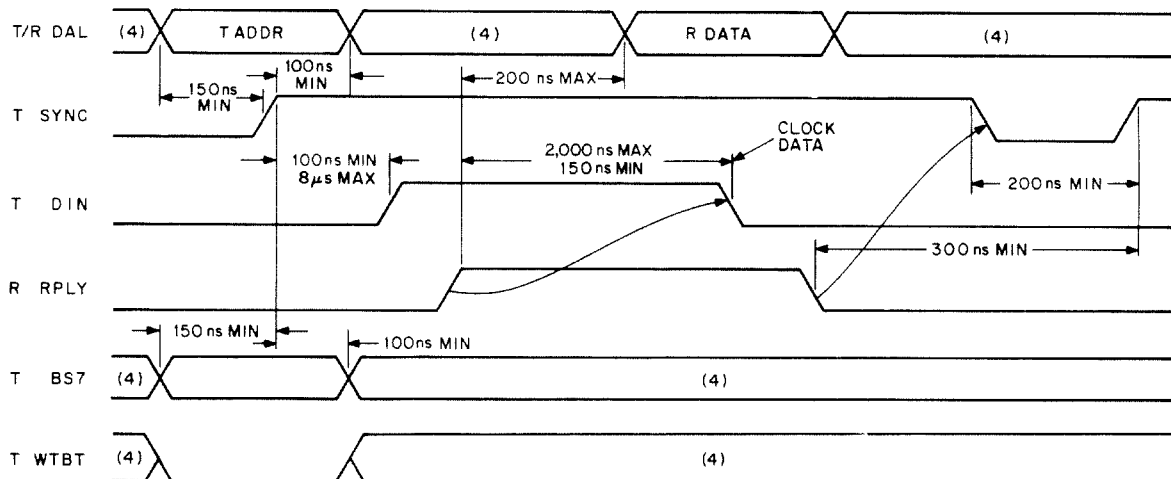 T/R DAL (4) T ADDR (4) R DATA (4)
100ns MIN
200 ns MAX
150ns MIN
T SYNC
CLOCK DATA
100ns MIN
8µs MAX
2,000ns MAX
150ns MIN
T DIN
200ns MIN
300ns MIN
R RPLY
150 ns MIN
100ns MIN
T BS7 (4) (4)
T WTBT (4) (4)